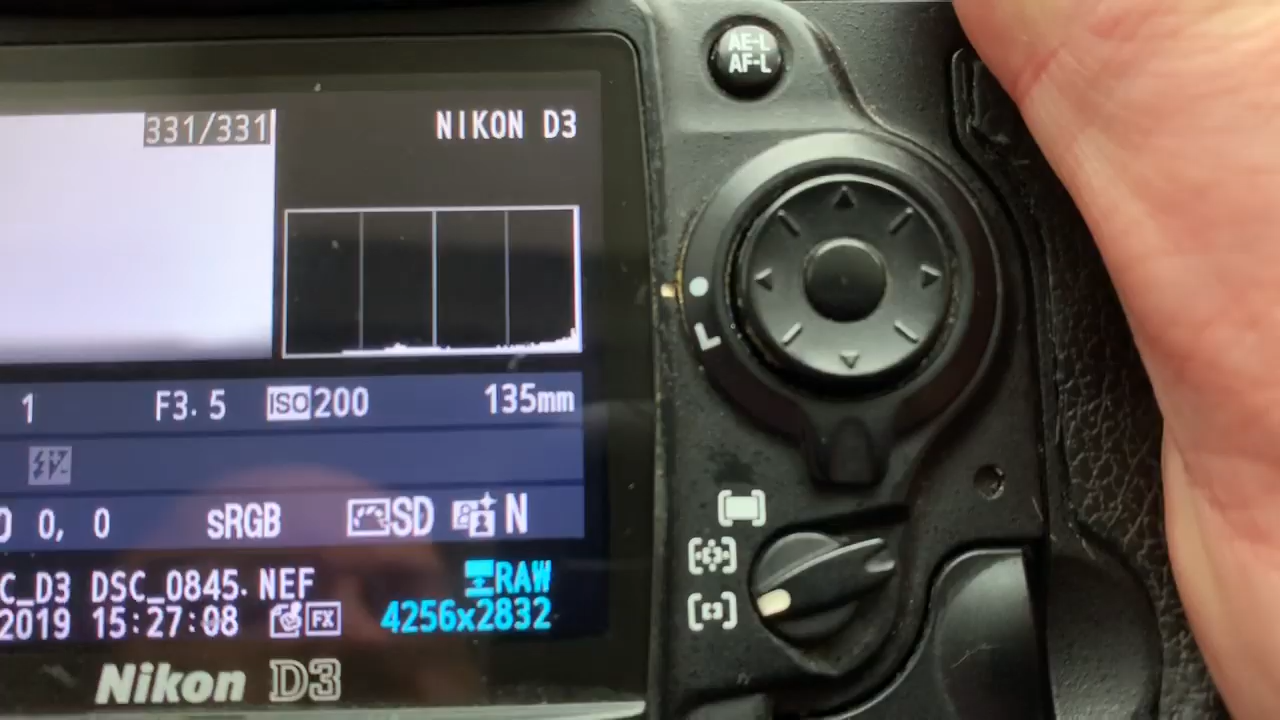 AE-L
AF-L
331/331
NIKON D3
1 F3.5 ISO 200 135mm
0, 0 sRGB SD N
C_D3 DSC_0845.NEF RAW
2019 15:27:08 FX 4256x2832
L
Nikon D3